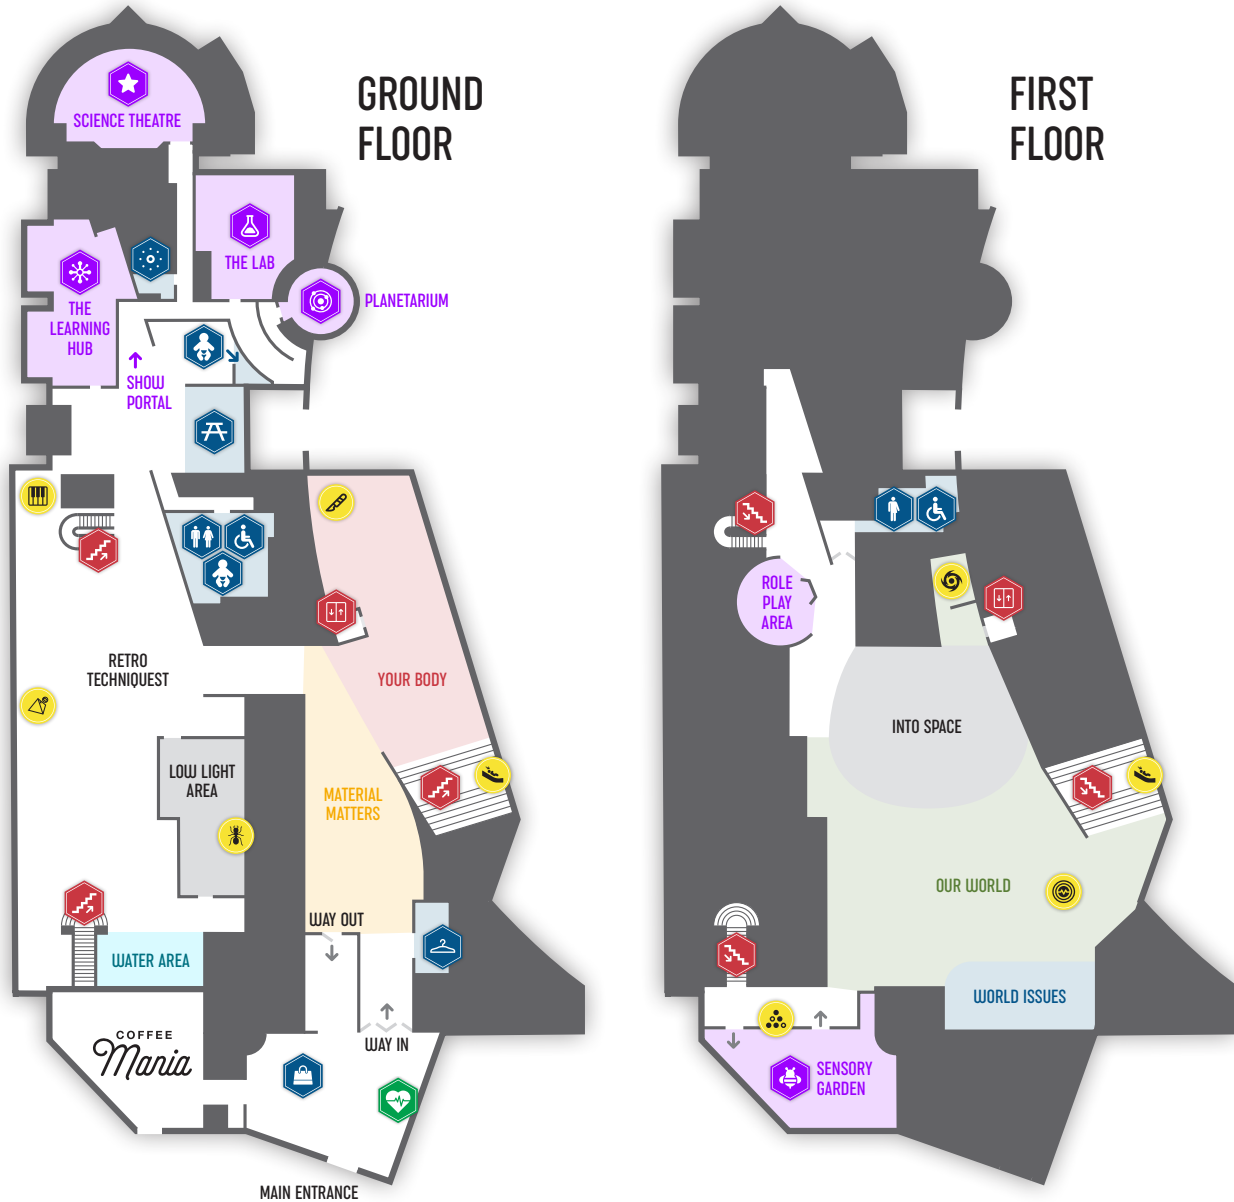 GROUND
FLOOR
SCIENCE THEATRE
THE LAB
PLANETARIUM
THE
LEARNING
HUB
SHOW
PORTAL
RETRO
TECHNIQUEST
YOUR BODY
LOW LIGHT
AREA
MATERIAL
MATTERS
WAY OUT
WATER AREA
COFFEE
Mania
WAY IN
MAIN ENTRANCE
FIRST
FLOOR
ROLE
PLAY
AREA
INTO SPACE
OUR WORLD
WORLD ISSUES
SENSORY
GARDEN